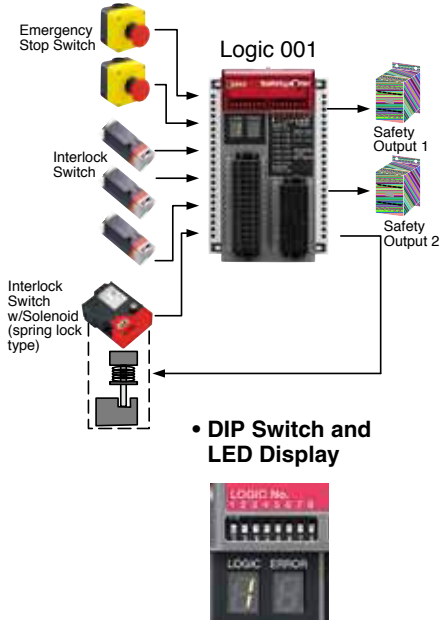 Emergency
Stop Switch
Logic 001
Safety
Output 1
Interlock
Switch
Safety
Output 2
Interlock
Switch
w/Solenoid
(spring lock
type)
• DIP Switch and
LED Display
LOGIC No.
1 2 3 4 5 6 7 8
LOGIC ERROR
1